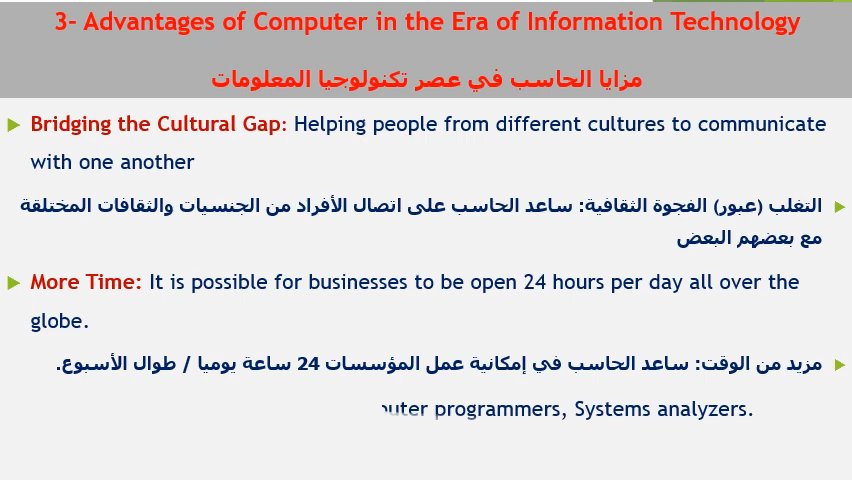 3- Advantages of Computer in the Era of Information Technology
مزايا الحاسب في عصر تكنولوجيا المعلومات
Bridging the Cultural Gap: Helping people from different cultures to communicate
with one another
التغلب (عبور) الفجوة الثقافية: ساعد الحاسب على اتصال الأفراد من الجنسيات والثقافات المختلقة
مع بعضهم البعض
More Time: It is possible for businesses to be open 24 hours per day all over the
globe.
مزيد من الوقت: ساعد الحاسب في إمكانية عمل المؤسسات 24 ساعة يوميا / طوال الأسبوع.
programmers, Systems analyzers.